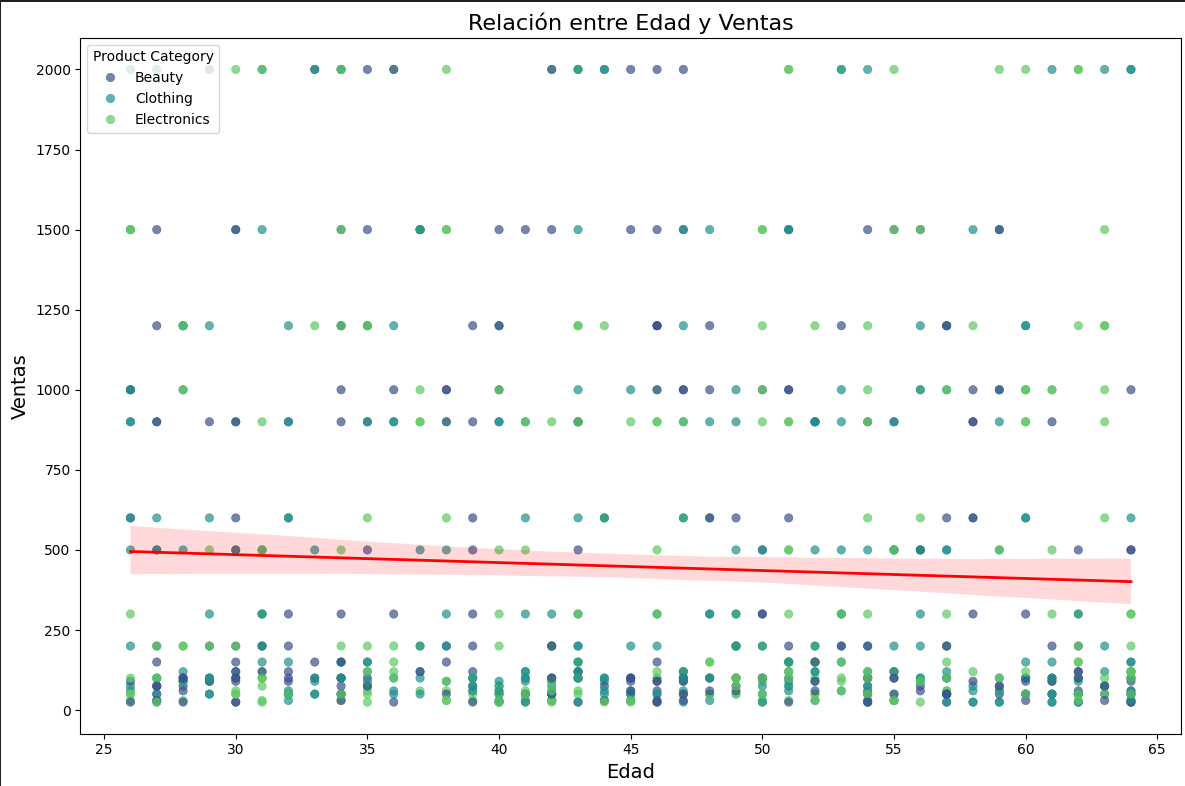 Relación entre Edad y Ventas
Product Category
Beauty
Clothing
Electronics
Ventas
2000
1750
1500
1250
1000
750
500
250
0
25 30 35 40 45 50 55 60 65
Edad